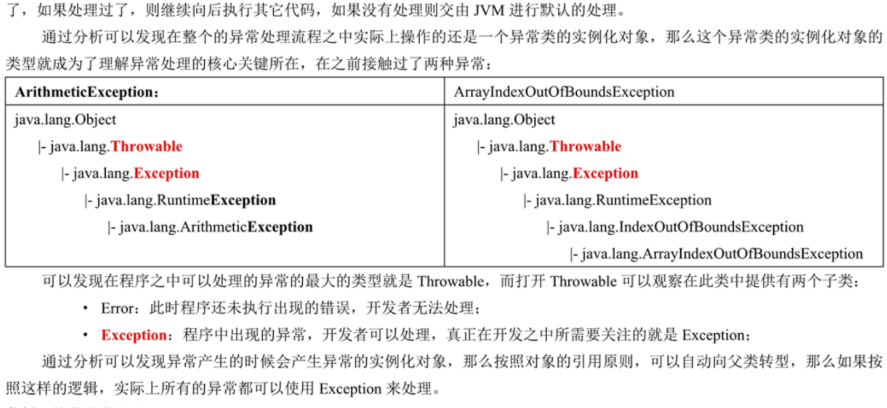 了，如果处理过了，则继续向后执行其它代码，如果没有处理则交由 JVM 进行默认的处理。
通过分析可以发现在整个的异常处理流程之中实际上操作的还是一个异常类的实例化对象，那么这个异常类的实例化对象的
类型就成为了理解异常处理的核心关键所在，在之前接触过了两种异常：
ArithmeticException：
java.lang.Object
|- java.lang.Throwable
|- java.lang.Exception
|- java.lang.RuntimeException
|- java.lang.ArithmeticException
ArrayIndexOutOfBoundsException
java.lang.Object
|- java.lang.Throwable
|- java.lang.Exception
|- java.lang.RuntimeException
|- java.lang.IndexOutOfBoundsException
|- java.lang.ArrayIndexOutOfBoundsException
可以发现在程序之中可以处理的异常的最大的类型就是 Throwable，而打开 Throwable 可以观察在此类中提供有两个子类：
• Error：此时程序还未执行出现的错误，开发者无法处理；
• Exception：程序中出现的异常，开发者可以处理，真正在开发之中所需要关注的就是 Exception；
通过分析可以发现异常产生的时候会产生异常的实例化对象，那么按照对象的引用原则，可以自动向父类转型，那么如果按
照这样的逻辑，实际上所有的异常都可以使用 Exception 来处理。